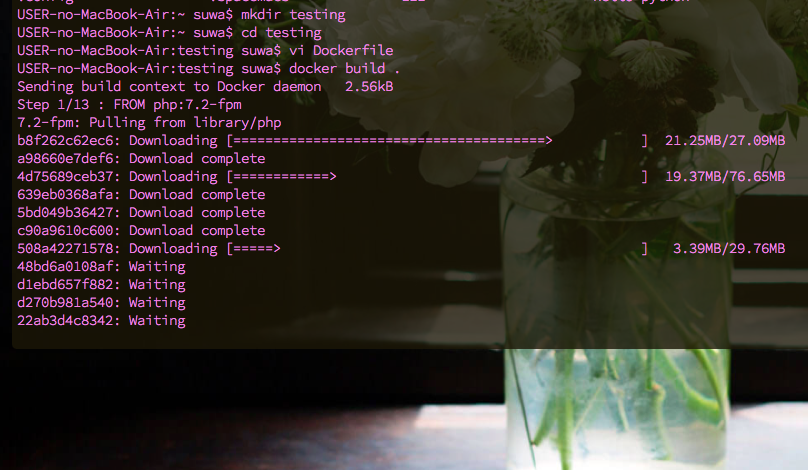 USER-no-MacBook-Air:~ suwa$ mkdir testing
USER-no-MacBook-Air:~ suwa$ cd testing
USER-no-MacBook-Air:testing suwa$ vi Dockerfile
USER-no-MacBook-Air:testing suwa$ docker build .
Sending build context to Docker daemon   2.56kB
Step 1/13 : FROM php:7.2-fpm
7.2-fpm: Pulling from library/php
b8f262c62ec6: Downloading [=======================================>           ]  21.25MB/27.09MB
a98660e7def6: Download complete
4d75689ceb37: Downloading [============>                                      ]  19.37MB/76.65MB
639eb0368afa: Download complete
5bd049b36427: Download complete
c90a9610c600: Download complete
508a42271578: Downloading [=====>                                             ]   3.39MB/29.76MB
48bd6a0108af: Waiting
d1ebd657f882: Waiting
d270b981a540: Waiting
22ab3d4c8342: Waiting